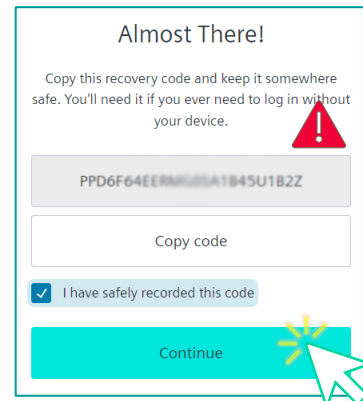 Almost There!
Copy this recovery code and keep it somewhere
safe. You'll need it if you ever need to log in without
your device.
Copy code
I have safely recorded this code
Continue